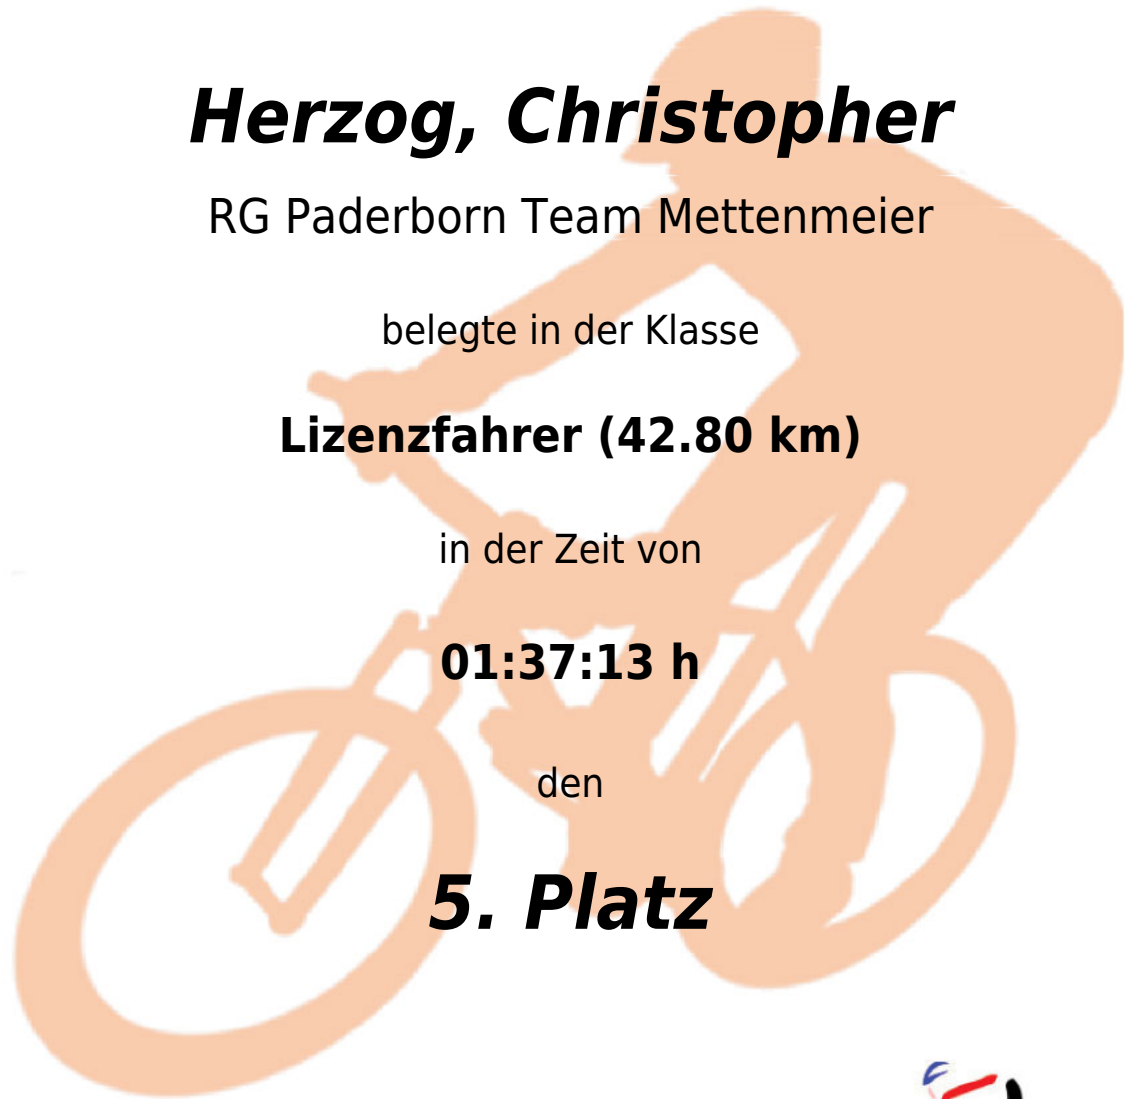 Herzog, Christopher
RG Paderborn Team Mettenmeier
belegte in der Klasse
Lizenzfahrer (42.80 km)
in der Zeit von
01:37:13 h
den
5. Platz